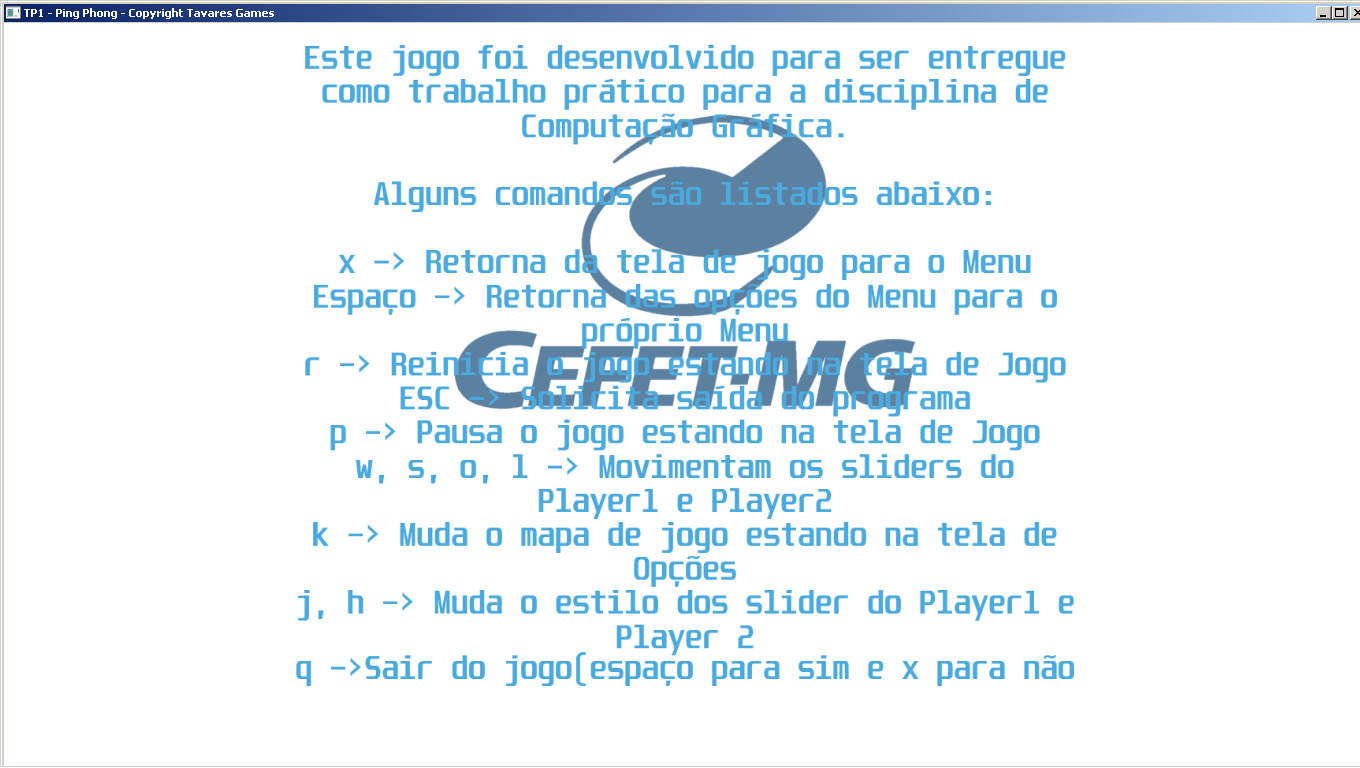 TP1 - Ping Phong - Copyright Tavares Games
Este jogo foi desenvolvido para ser entregue
como trabalho prático para a disciplina de
Computação Gráfica.
Alguns comandos são listados abaixo:
x -> Retorna da tela de jogo para o Menu
Espaço -> Retorna das opções do Menu para o
próprio Menu
r -> Reinicia o jogo estando na tela de Jogo
ESC -> Solicita saída do programa
p -> Pausa o jogo estando na tela de Jogo
w, s, o, l -> Movimentam os sliders do
Player1 e Player2
k -> Muda o mapa de jogo estando na tela de
Opções
j, h -> Muda o estilo dos slider do Player1 e
Player 2
q ->Sair do jogo(espaço para sim e x para não
CEFET-MG